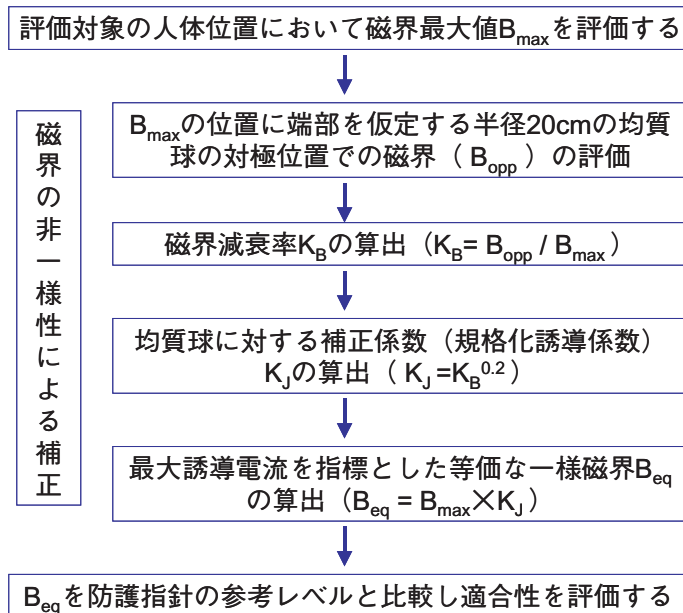 評価対象の人体位置において磁界最大値Bmaxを評価する
磁界の非一様性による補正
Bmaxの位置に端部を仮定する半径20cmの均質
球の対極位置での磁界（Bopp）の評価
磁界減衰率KBの算出（KB= Bopp / Bmax）
均質球に対する補正係数（規格化誘導係数）
KJの算出（ KJ =KB0.2 ）
最大誘導電流を指標とした等価な一様磁界Beq
の算出（Beq = Bmax×KJ ）
Beqを防護指針の参考レベルと比較し適合性を評価する